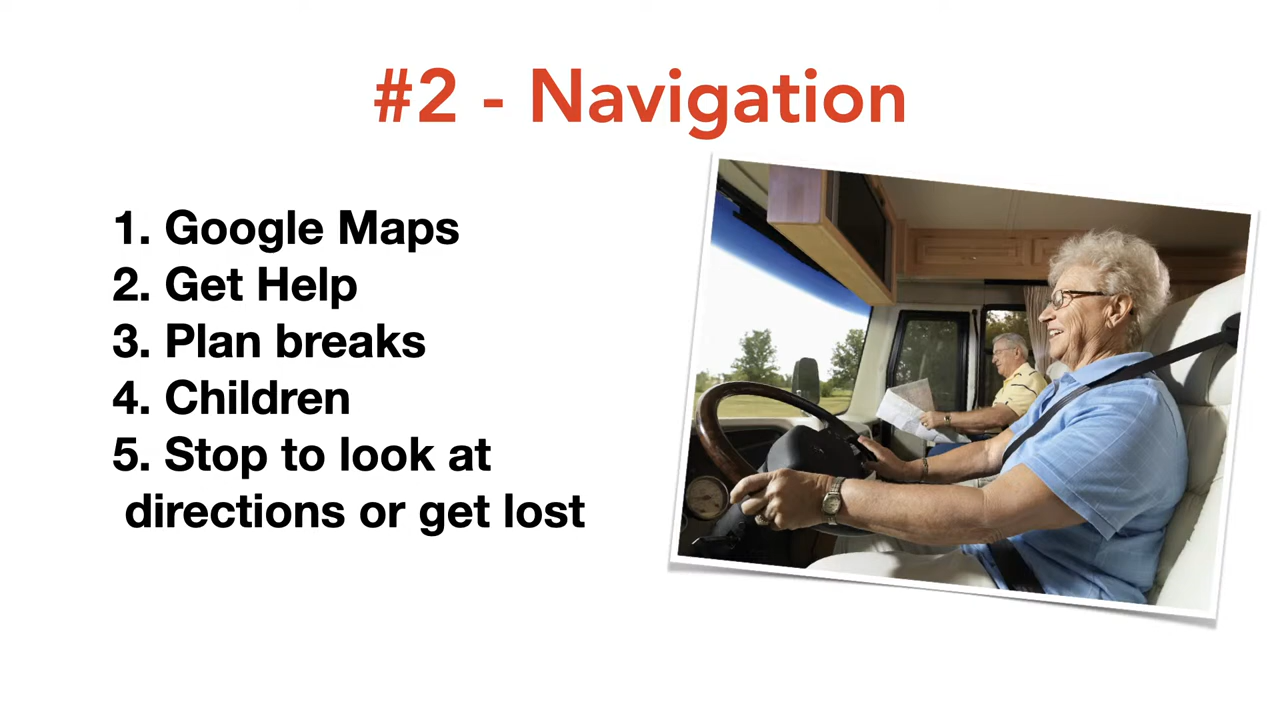 #2 - Navigation
1. Google Maps
2. Get Help
3. Plan breaks
4. Children
5. Stop to look at
directions or get lost